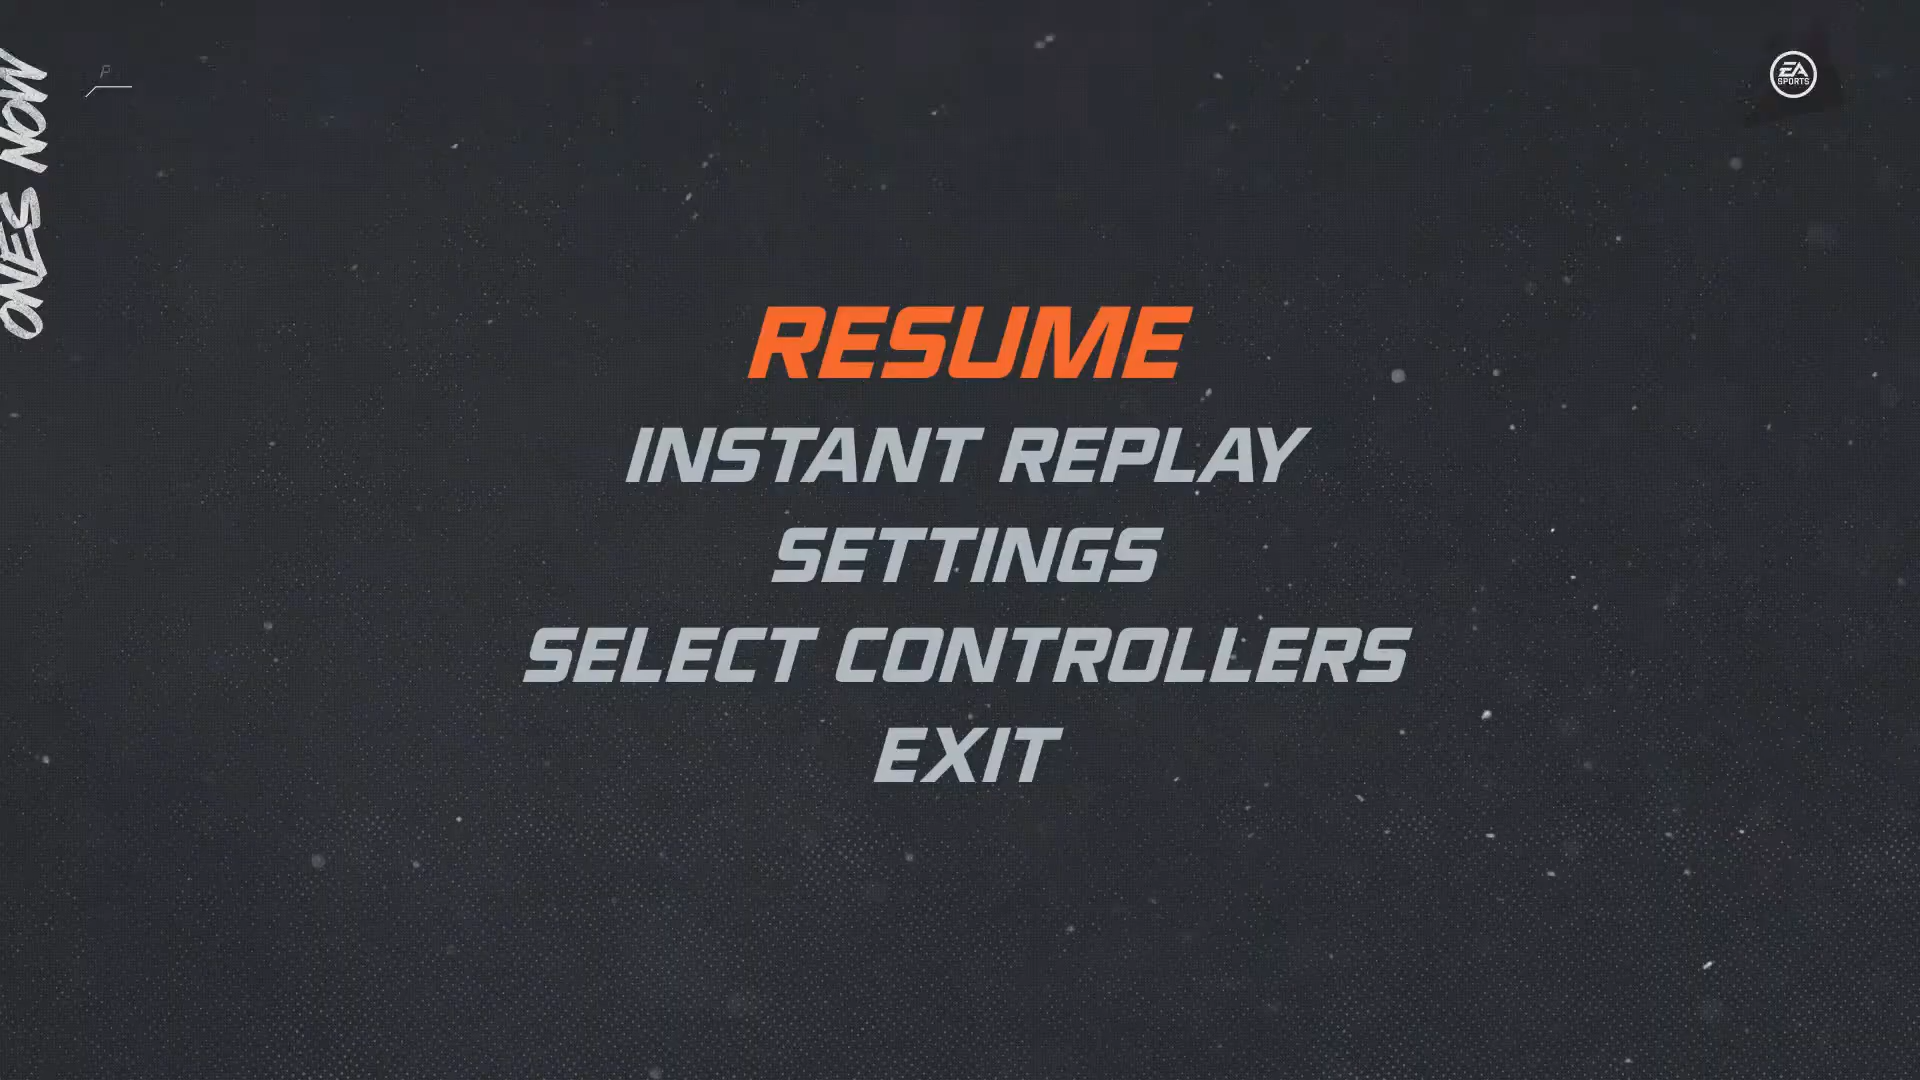 ONES NOW
P
EA
SPORTS
RESUME
INSTANT REPLAY
SETTINGS
SELECT CONTROLLERS
EXIT